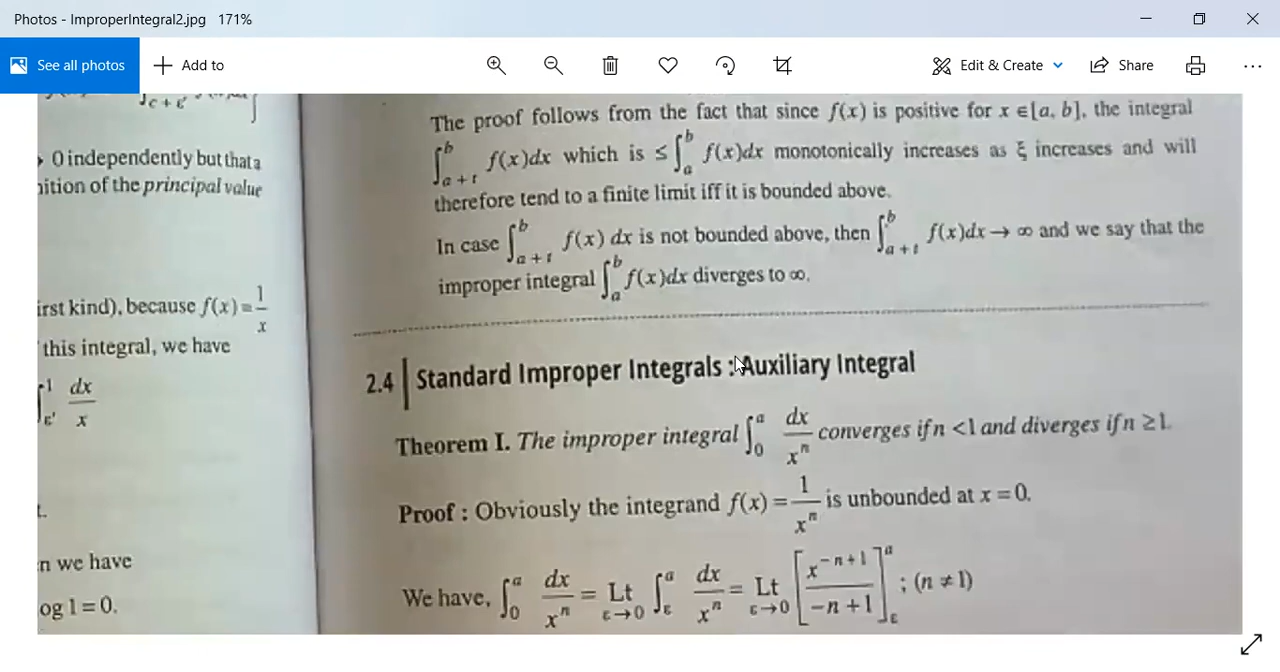 Photos - ImproperIntegral2.jpg 171%
See all photos
Add to
Edit & Create
Share
∫c + ε'
→ 0 independently but that a
nition of the principal value
irst kind), because f(x) = 1/x
this integral, we have
∫ε'^1 dx/x
t.
n we have
og 1 = 0.
The proof follows from the fact that since f(x) is positive for x ∈[a, b], the integral
∫a + t^b f(x)dx which is ≤ ∫a^b f(x)dx monotonically increases as ξ increases and will
therefore tend to a finite limit iff it is bounded above.
In case ∫a + t^b f(x) dx is not bounded above, then ∫a + t^b f(x)dx → ∞ and we say that the
improper integral ∫a^b f(x)dx diverges to ∞.
2.4 Standard Improper Integrals : Auxiliary Integral
Theorem I. The improper integral ∫0^a dx/x^n converges if n <1 and diverges if n ≥1.
Proof : Obviously the integrand f(x) = 1/x^n is unbounded at x = 0.
We have, ∫0^a dx/x^n = Lt ε→0 ∫ε^a dx/x^n = Lt ε→0 [x^(-n+1)/(-n+1)]ε^a ; (n ≠ 1)